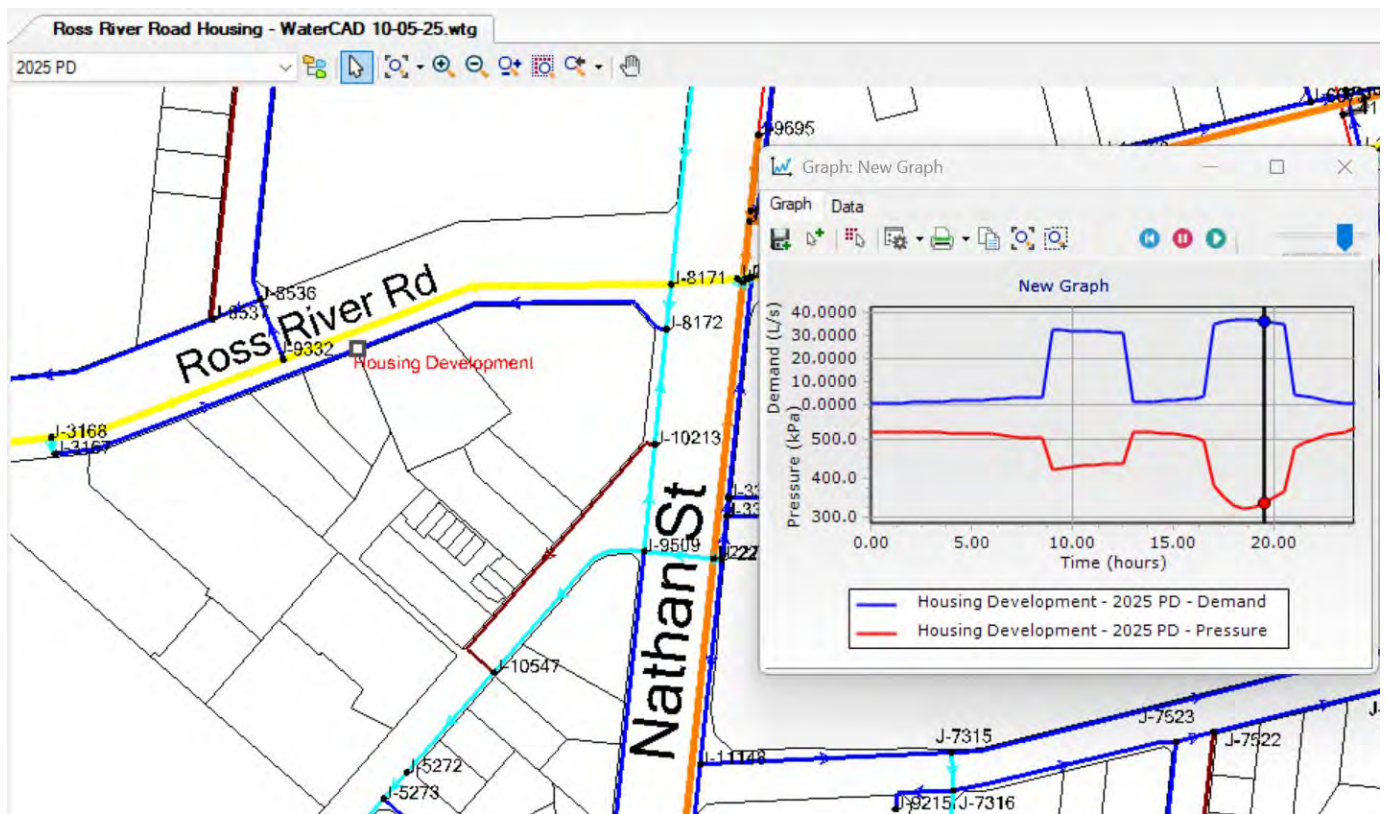 Ross River Road Housing - WaterCAD 10-05-25.wtg
2025 PD
J-8536
J-8537
Ross River Rd
J-9332
Housing Development
J-8171
J-8172
J-3168
J-3167
J-10213
J-9509
Nathan St
J-10547
J-5272
J-5273
J-11148
J-7315
J-7523
J-7522
J-9215
J-7316
Graph: New Graph
Graph
Data
New Graph
Demand (L/s)
40.0000
30.0000
20.0000
10.0000
0.0000
Pressure (kPa)
500.0
400.0
300.0
0.00
5.00
10.00
15.00
20.00
Time (hours)
Housing Development - 2025 PD - Demand
Housing Development - 2025 PD - Pressure